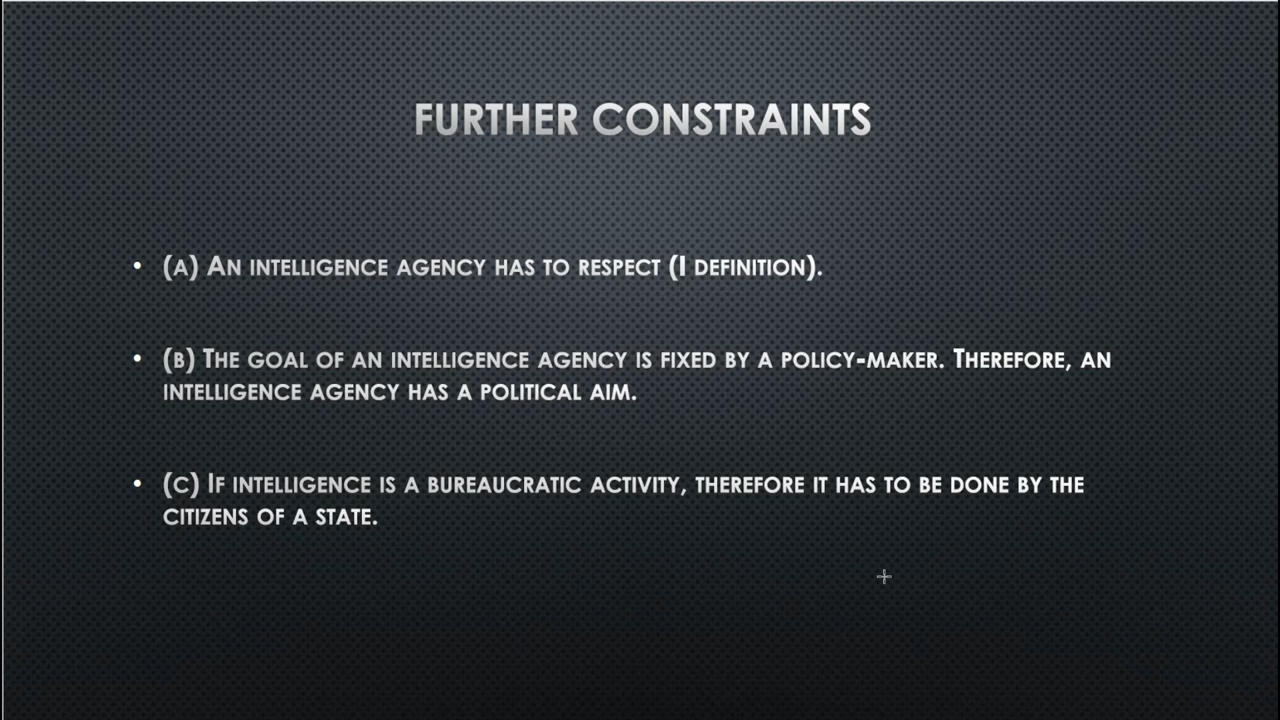 FURTHER CONSTRAINTS
• (A) AN INTELLIGENCE AGENCY HAS TO RESPECT (I DEFINITION).
• (B) THE GOAL OF AN INTELLIGENCE AGENCY IS FIXED BY A POLICY-MAKER. THEREFORE, AN
INTELLIGENCE AGENCY HAS A POLITICAL AIM.
• (C) IF INTELLIGENCE IS A BUREAUCRATIC ACTIVITY, THEREFORE IT HAS TO BE DONE BY THE
CITIZENS OF A STATE.